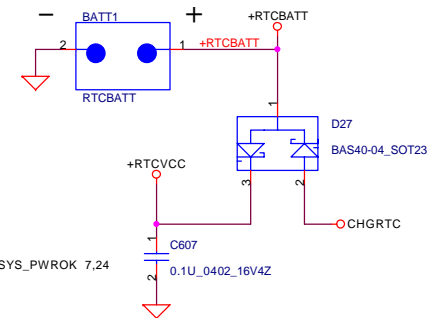 − +
BATT1
+RTCBATT
2
1
+RTCBATT
RTCBATT
1
D27
BAS40-04_SOT23
+RTCVCC
3
2
CHGRTC
1
C607
SYS_PWROK 7,24
0.1U_0402_16V4Z
2